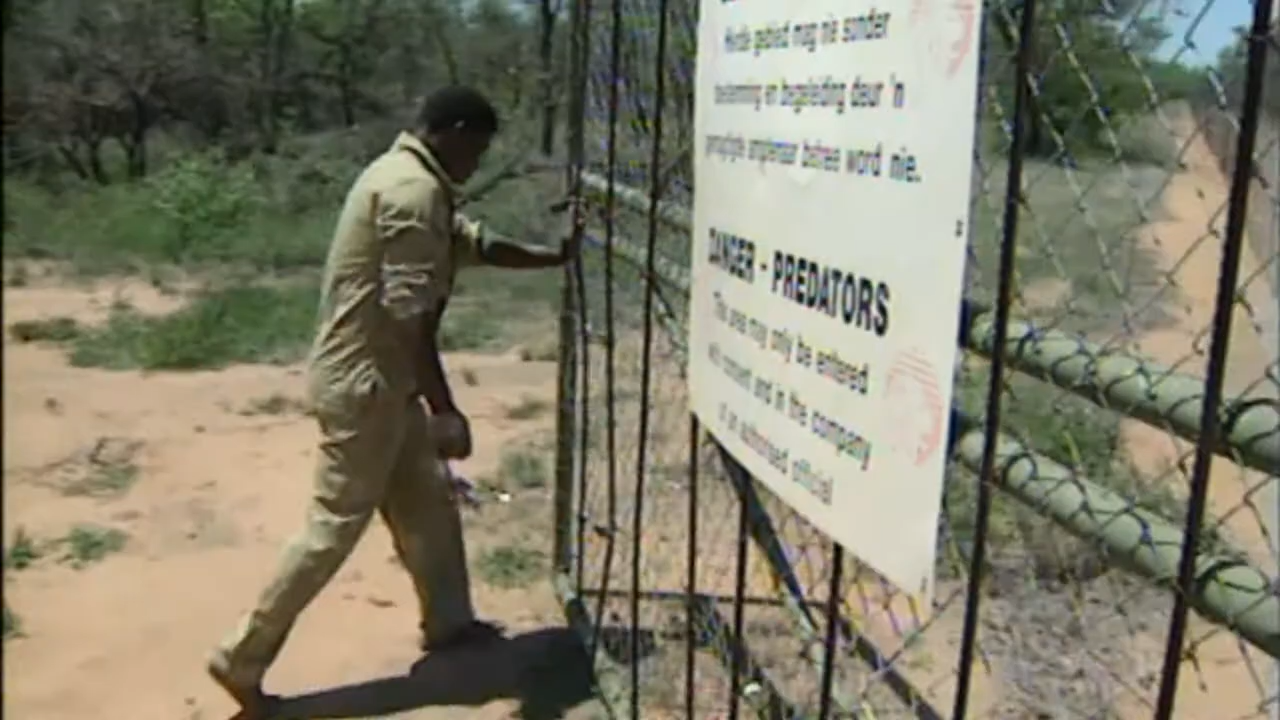 Hierdie gebied mag nie sonder
toestemming en begeleiding deur 'n
amptenaar betree word nie.
DANGER - PREDATORS
This area may only be entered
with consent and in the company
of an authorised official